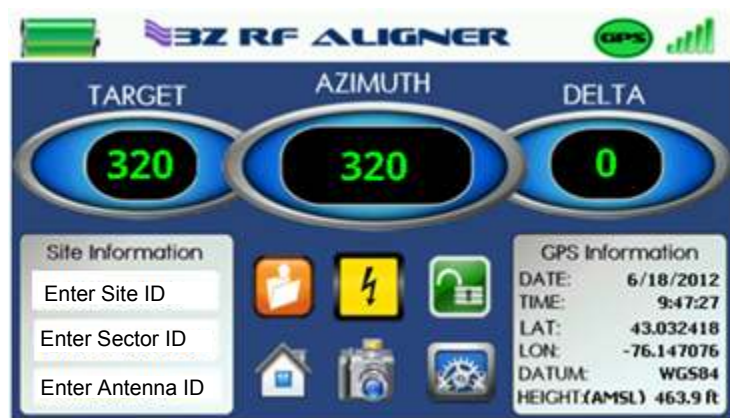 3Z RF ALIGNER
GPS
TARGET
AZIMUTH
DELTA
320
320
0
Site Information
Enter Site ID
Enter Sector ID
Enter Antenna ID
GPS Information
DATE: 6/18/2012
TIME: 9:47:27
LAT: 43.032418
LON: -76.147076
DATUM: WGS84
HEIGHT:(AMSL) 463.9 ft